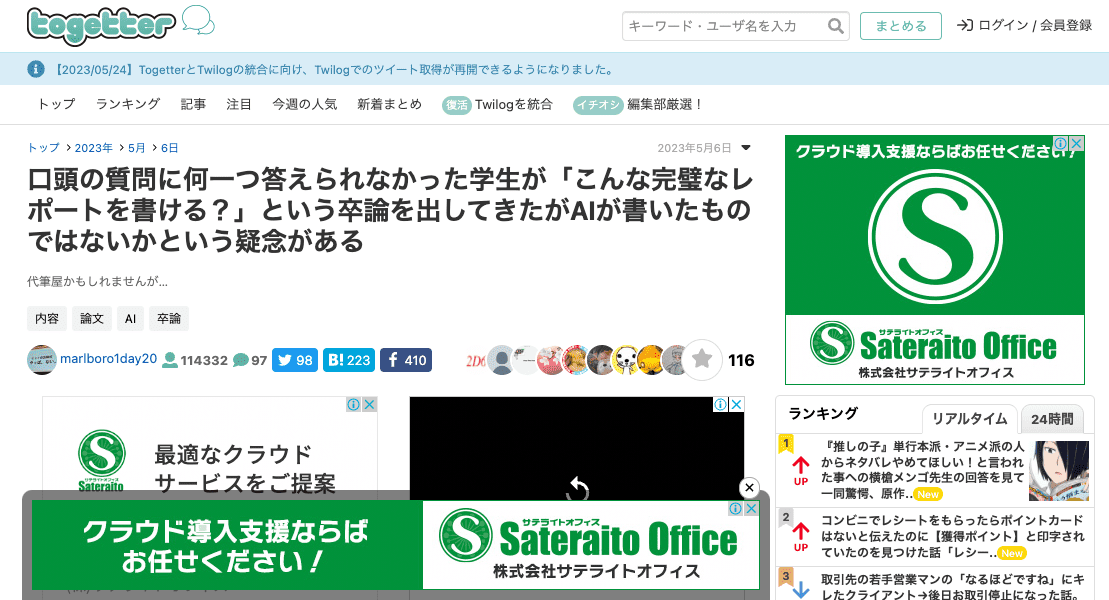 togetter
キーワード・ユーザ名を入力
まとめる
ログイン / 会員登録
【2023/05/24】TogetterとTwilogの統合に向け、Twilogでのツイート取得が再開できるようになりました。
トップ ランキング 記事 注目 今週の人気 新着まとめ 復活 Twilogを統合 イチオシ 編集部厳選！
トップ > 2023年 > 5月 > 6日
2023年5月6日
口頭の質問に何一つ答えられなかった学生が「こんな完璧なレ
ポートを書ける？」という卒論を出してきたがAIが書いたもの
ではないかという疑念がある
代筆屋かもしれませんが...
内容 論文 AI 卒論
marlboro1day20 114332 97 98 B! 223 410
116
最適なクラウド
サービスをご提案
Sateraito
クラウド導入支援ならば
お任せください！
サテライトオフィス
Sateraito Office
株式会社サテライトオフィス
クラウド導入支援ならばお任せください！
サテライトオフィス
Sateraito Office
株式会社サテライトオフィス
ランキング
リアルタイム
24時間
1
UP
『推しの子』単行本派・アニメ派の人
からネタバレやめてほしい！と言われ
た事への横槍メンゴ先生の回答を見て
一同驚愕、原作.. New
2
UP
コンビニでレシートをもらったらポイントカード
はないと伝えたのに【獲得ポイント】と印字され
ていたのを見つけた話「レシー.. New
3
取引先の若手営業マンの「なるほどですね」にキ
レたクライアント→後日お取引停止になった話。